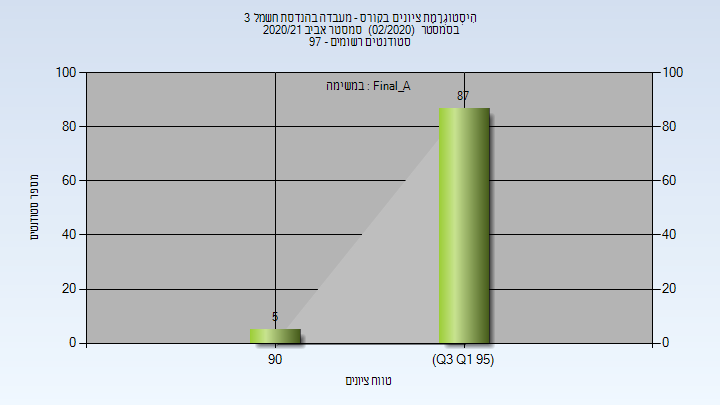 הִיסְטוֹגְרָמַת ציונים בקורס - מעבדה בהנדסת חשמל 3
בסמסטר (02/2020) סמסטר אביב 2020/21
סטודנטים רשומים - 97
במשימה : Final_A
100 100
87
80 80
60 60
40 40
20 20
5
0 0
90 (Q3 Q1 95)
מספר סטודנטים
טווח ציונים